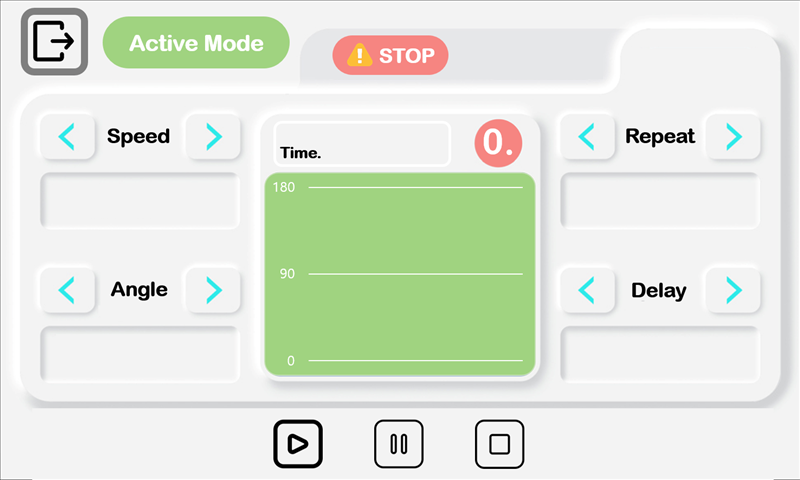 Active Mode
STOP
Speed
Time.
0.
Repeat
180
90
0
Angle
Delay